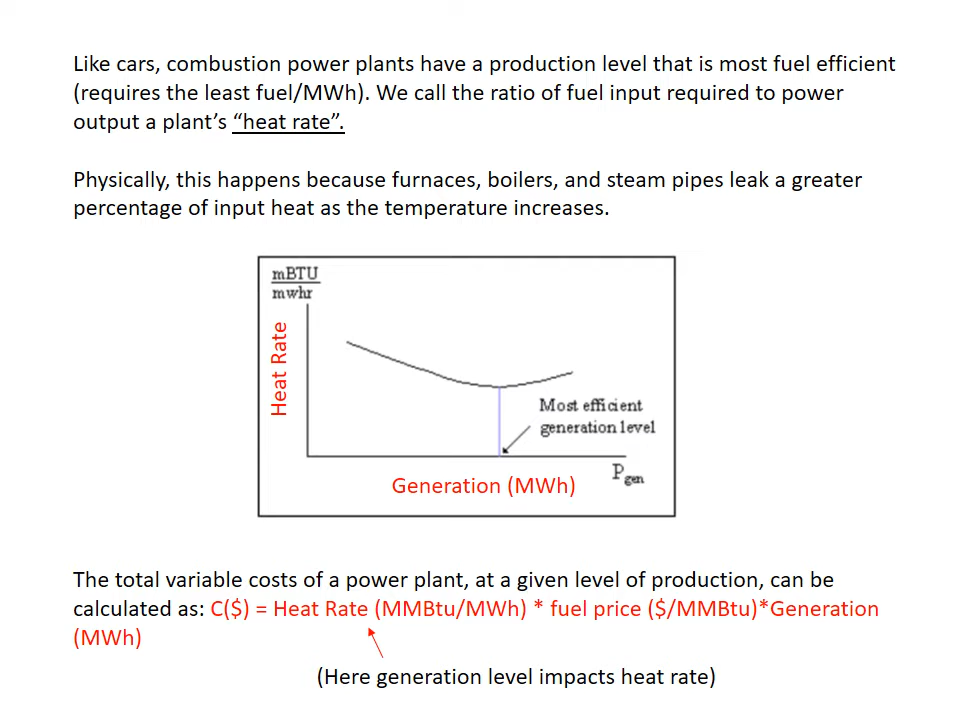 Like cars, combustion power plants have a production level that is most fuel efficient
(requires the least fuel/MWh). We call the ratio of fuel input required to power
output a plant’s “heat rate”.
Physically, this happens because furnaces, boilers, and steam pipes leak a greater
percentage of input heat as the temperature increases.
mBTU
mwhr
Heat Rate
Most efficient
generation level
P gen
Generation (MWh)
The total variable costs of a power plant, at a given level of production, can be
calculated as: C($) = Heat Rate (MMBtu/MWh) * fuel price ($/MMBtu)*Generation
(MWh)
(Here generation level impacts heat rate)